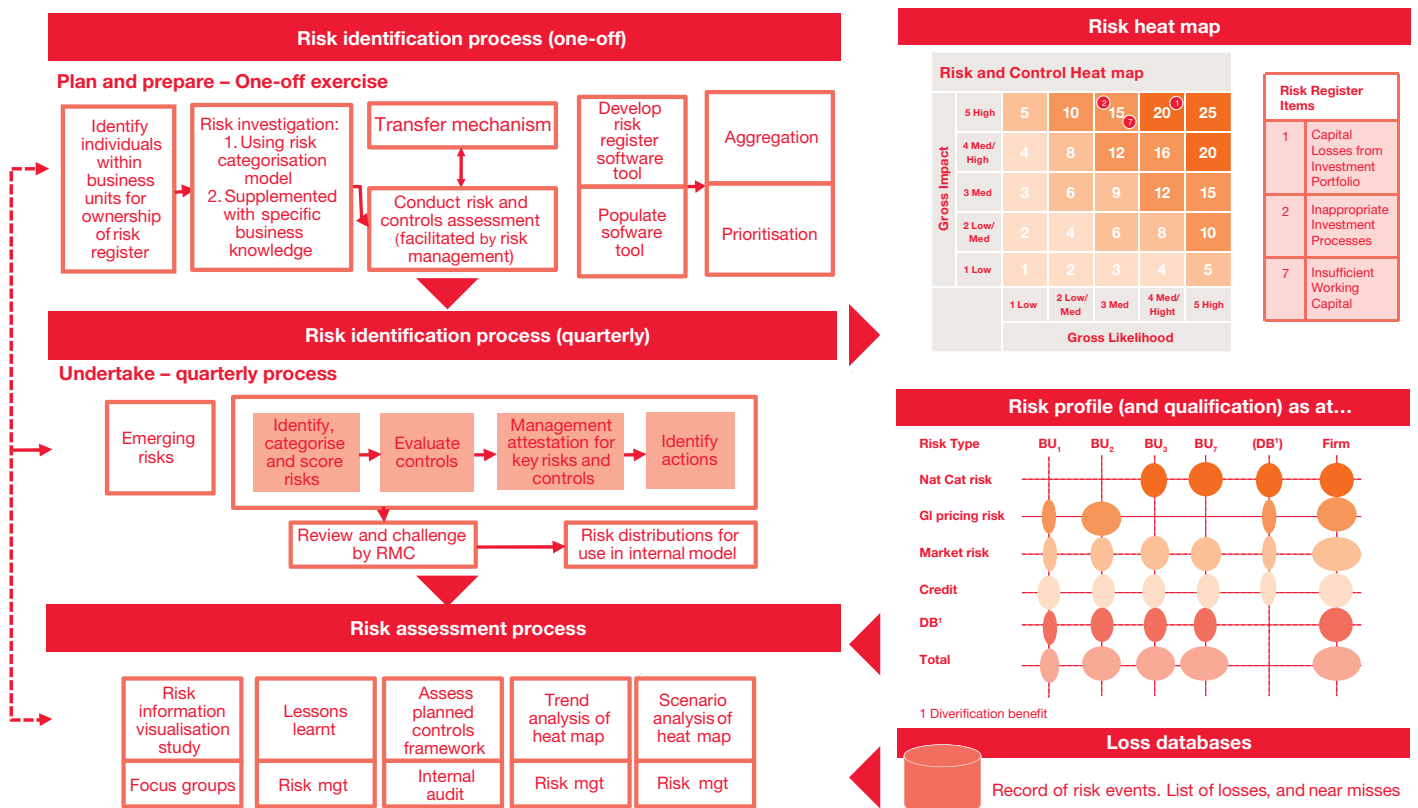 Risk identification process (one-off)
Plan and prepare – One-off exercise
Identify
individuals
within
business
units for
ownership of
risk register
Risk investigation:
1. Using risk
categorisation
model
2. Supplemented
with specific
business
knowledge
Transfer mechanism
Conduct risk and
controls assessment
(facilitated by risk
management)
Develop
risk
register
software
tool
Populate
sofware
tool
Aggregation
Prioritisation
Risk identification process (quarterly)
Undertake – quarterly process
Emerging
risks
Identify,
categorise
and score
risks
Evaluate
controls
Management
attestation for
key risks and
controls
Identify
actions
Review and challenge
by RMC
Risk distributions for
use in internal model
Risk assessment process
Risk
information
visualisation
study
Focus groups
Lessons
learnt
Risk mgt
Assess
planned
controls
framework
Internal
audit
Trend
analysis of
heat map
Risk mgt
Scenario
analysis of
heat map
Risk mgt
Risk heat map
Risk and Control Heat map
Gross Impact
5 High 5 10 2 15 7 20 1 25
4 Med/
High 4 8 12 16 20
3 Med 3 6 9 12 15
2 Low/
Med 2 4 6 8 10
1 Low 1 2 3 4 5
1 Low 2 Low/
Med 3 Med 4 Med/
Hight 5 High
Gross Likelihood
Risk Register
Items
1 Capital
Losses from
Investment
Portfolio
2 Inappropriate
Investment
Processes
7 Insufficient
Working
Capital
Risk profile (and qualification) as at...
Risk Type BU1 BU2 BU3 BU7 (DB¹) Firm
Nat Cat risk
GI pricing risk
Market risk
Credit
DB¹
Total
1 Diverification benefit
Loss databases
Record of risk events. List of losses, and near misses